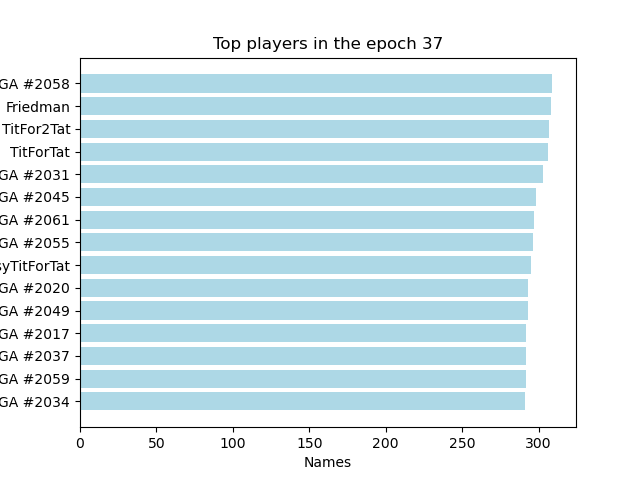 Top players in the epoch 37
GA #2058
Friedman
TitFor2Tat
TitForTat
GA #2031
GA #2045
GA #2061
GA #2055
yTitForTat
GA #2020
GA #2049
GA #2017
GA #2037
GA #2059
GA #2034
0 50 100 150 200 250 300
Names